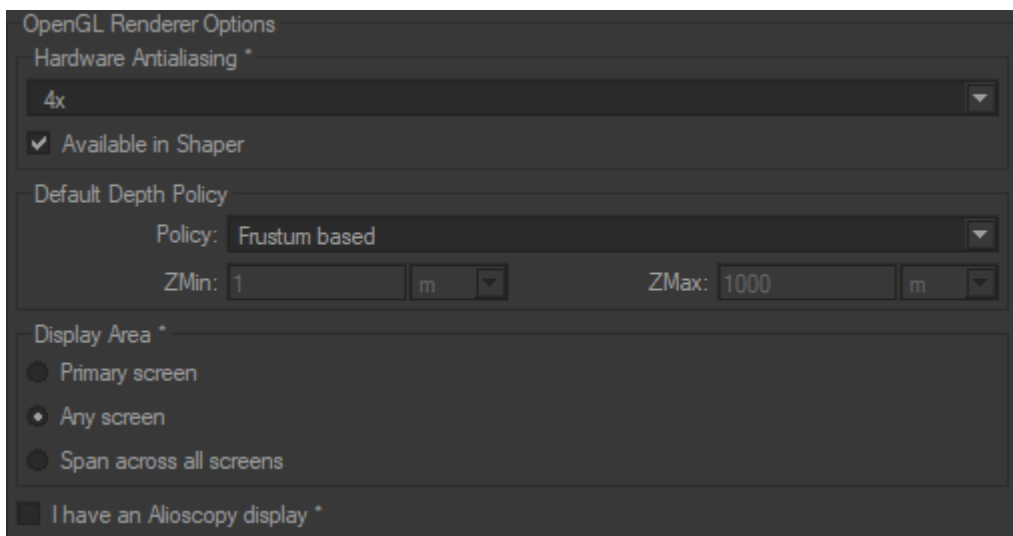 OpenGL Renderer Options
Hardware Antialiasing *
4x
Available in Shaper
Default Depth Policy
Policy: Frustum based
ZMin: 1 m ZMax: 1000 m
Display Area *
Primary screen
Any screen
Span across all screens
I have an Alioscopy display *